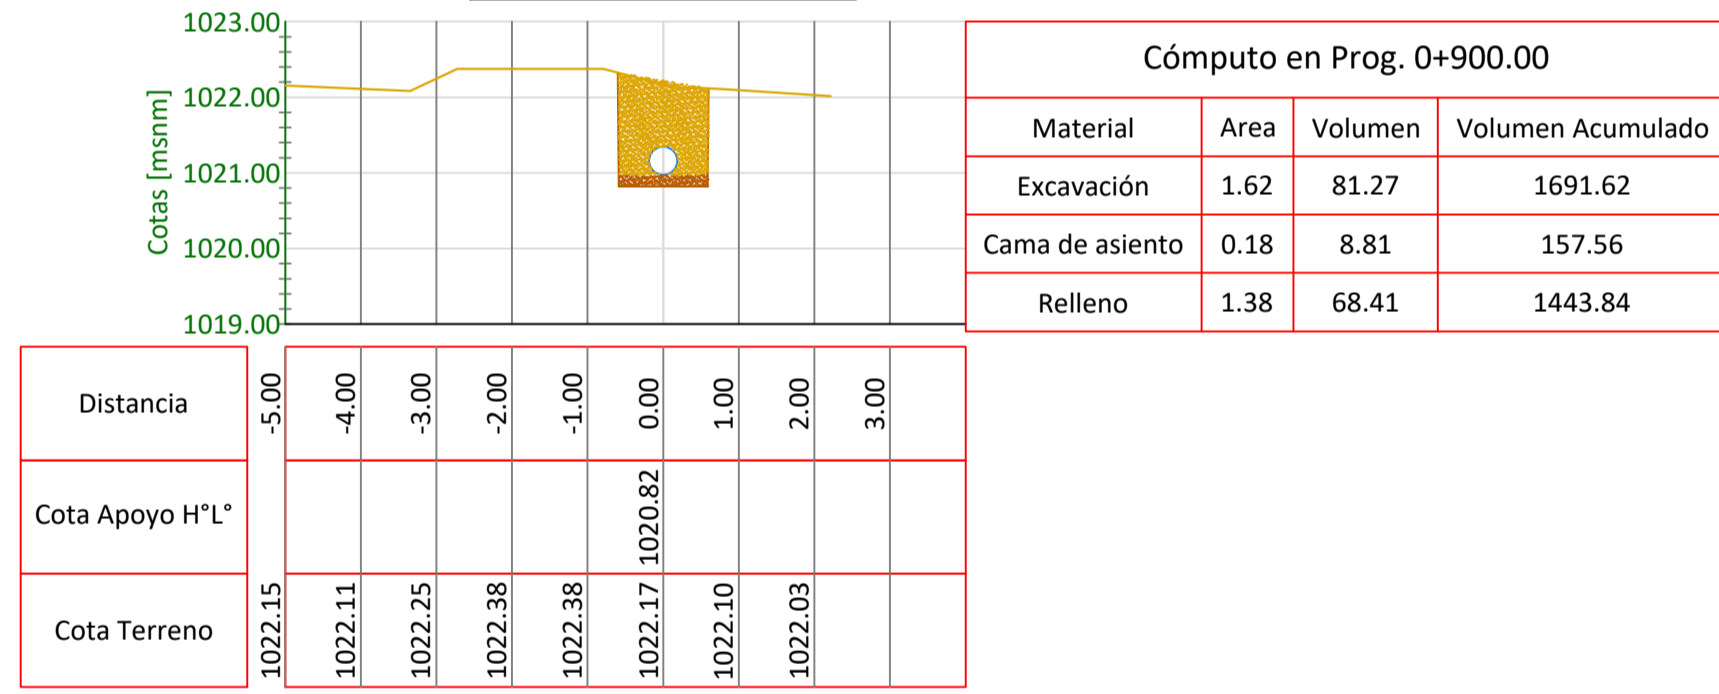 1023.00
1022.00
1021.00
1020.00
1019.00
Cotas [msnm]
Cómputo en Prog. 0+900.00
Material Area Volumen Volumen Acumulado
Excavación 1.62 81.27 1691.62
Cama de asiento 0.18 8.81 157.56
Relleno 1.38 68.41 1443.84
Distancia -5.00 -4.00 -3.00 -2.00 -1.00 0.00 1.00 2.00 3.00
Cota Apoyo H°L° 1020.82
Cota Terreno 1022.15 1022.11 1022.25 1022.38 1022.38 1022.17 1022.10 1022.03